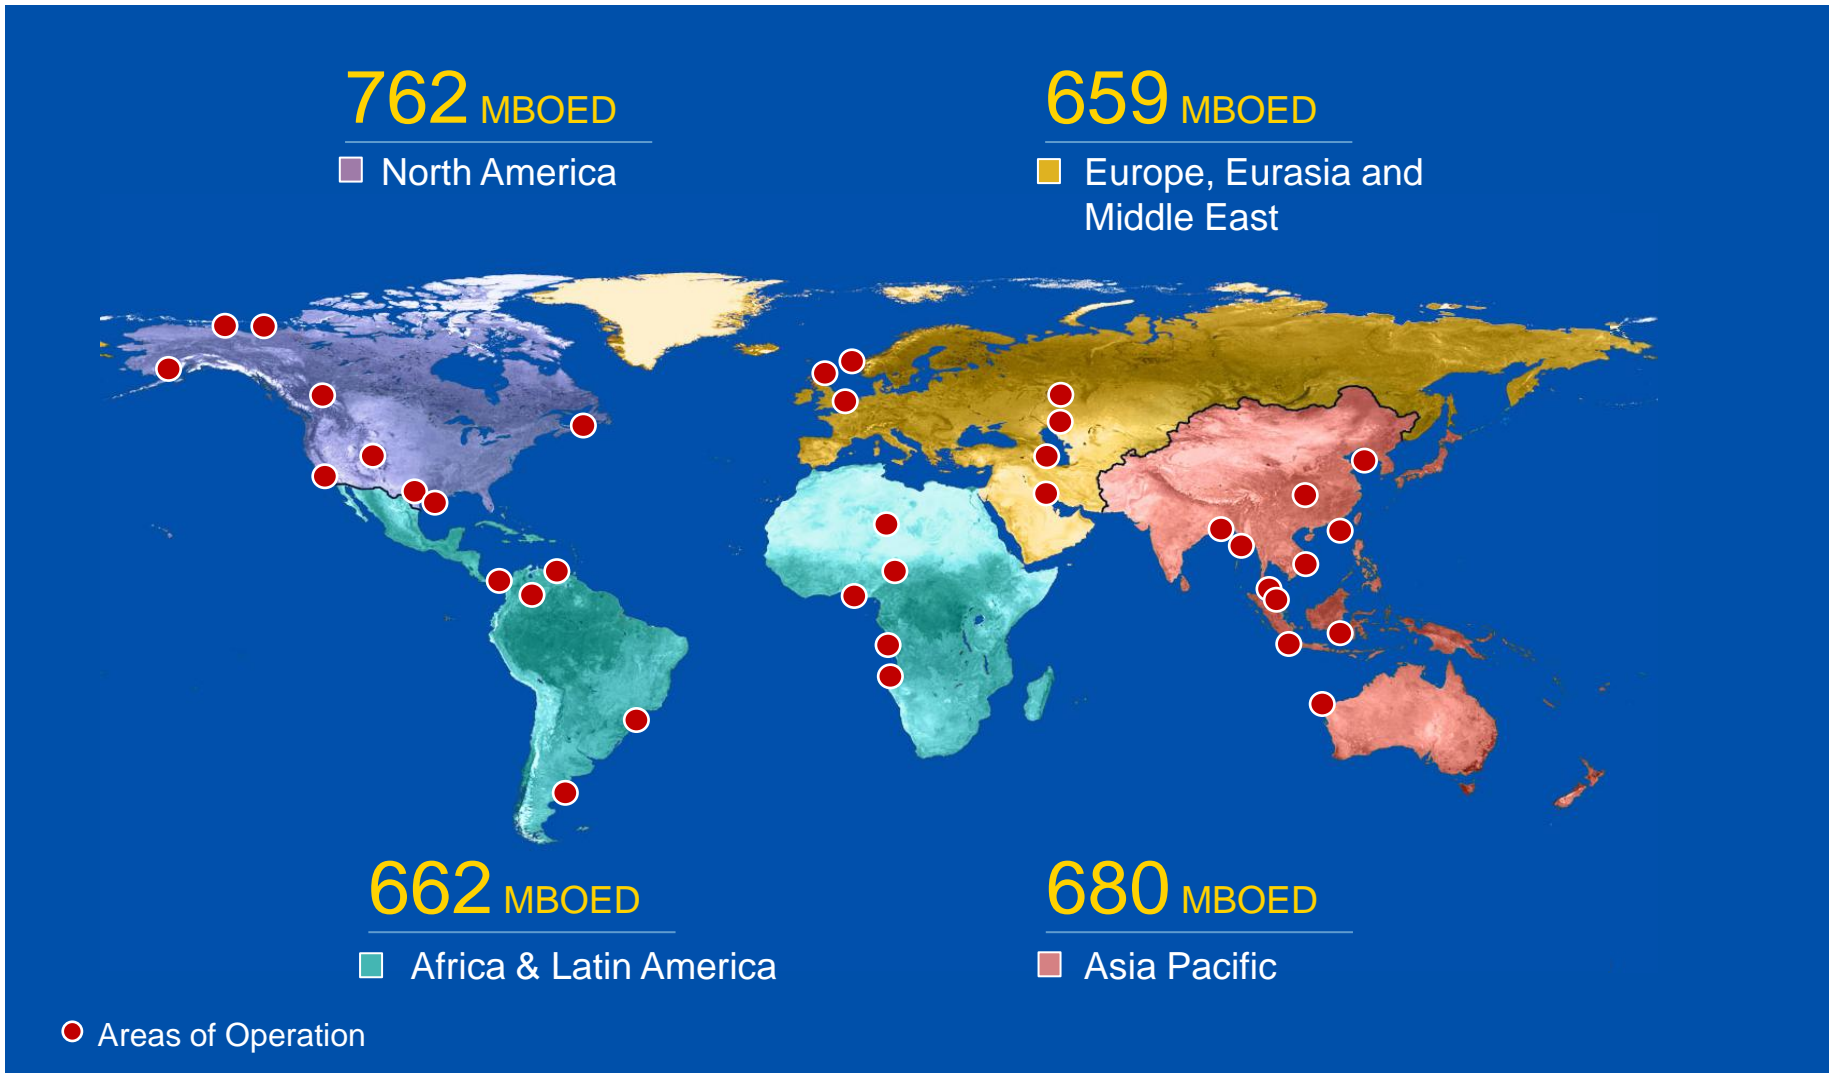 762 MBOED
North America
659 MBOED
Europe, Eurasia and
Middle East
662 MBOED
Africa & Latin America
680 MBOED
Asia Pacific
Areas of Operation